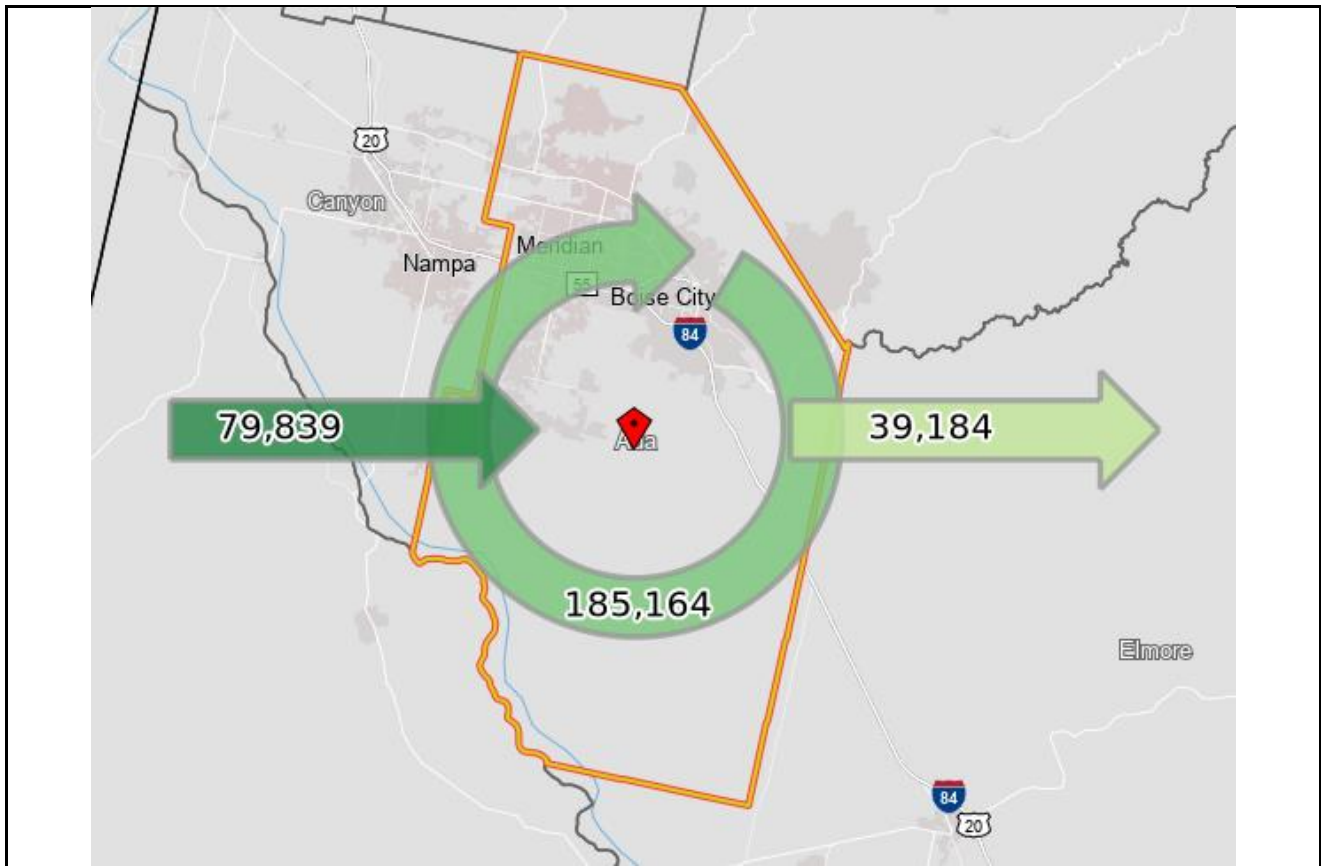 20
Canyon
Meridian
Nampa
55
Boise City
84
79,839
39,184
Ada
185,164
Elmore
84
20